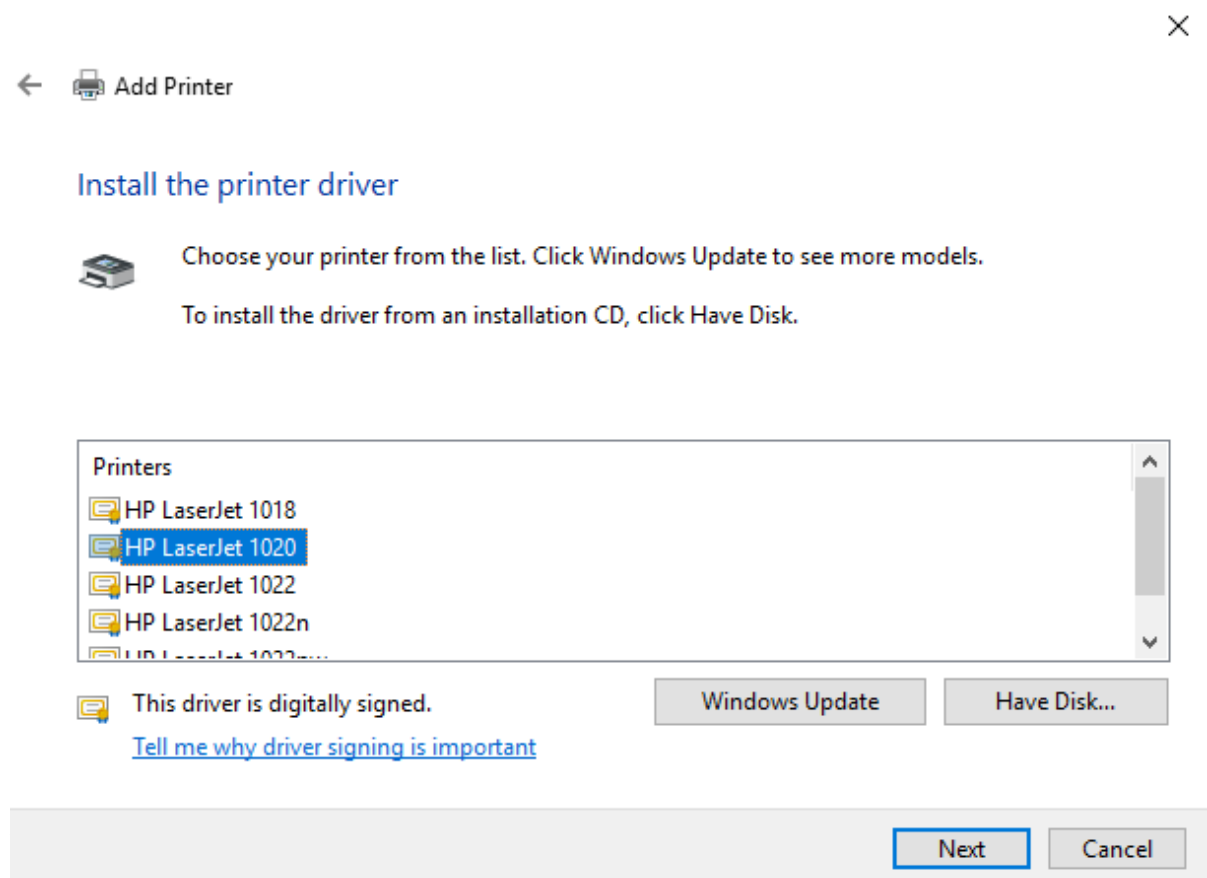 Add Printer
Install the printer driver
Choose your printer from the list. Click Windows Update to see more models.
To install the driver from an installation CD, click Have Disk.
Printers
HP LaserJet 1018
HP LaserJet 1020
HP LaserJet 1022
HP LaserJet 1022n
HP LaserJet 1022nw
This driver is digitally signed.
Windows Update
Have Disk...
Tell me why driver signing is important
Next
Cancel